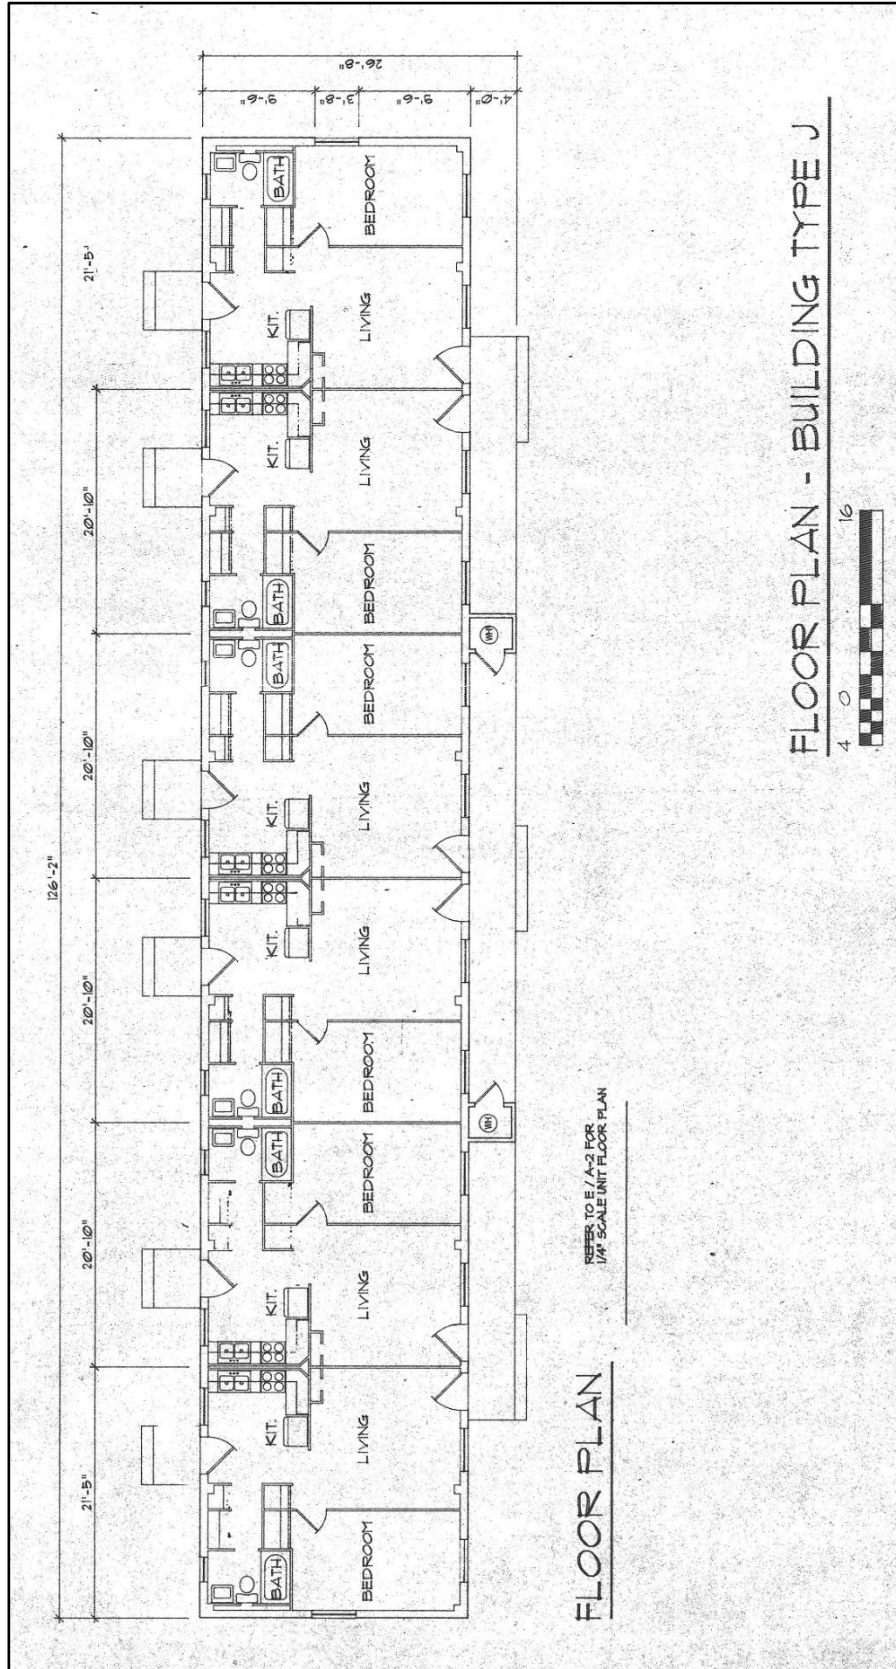 126'-2"
21'-5" 20'-10" 20'-10" 20'-10" 20'-10" 21'-5"
BATH BATH BATH BATH BATH BATH
KIT. KIT. KIT. KIT. KIT. KIT.
BEDROOM LIVING LIVING BEDROOM BEDROOM LIVING LIVING BEDROOM BEDROOM LIVING LIVING BEDROOM
WH WH
9'-6"
3'-8"
9'-6"
4'-0"
26'-8"
FLOOR PLAN
REFER TO E / A-2 FOR
1/4" SCALE UNIT FLOOR PLAN
FLOOR PLAN - BUILDING TYPE J
4 0 16